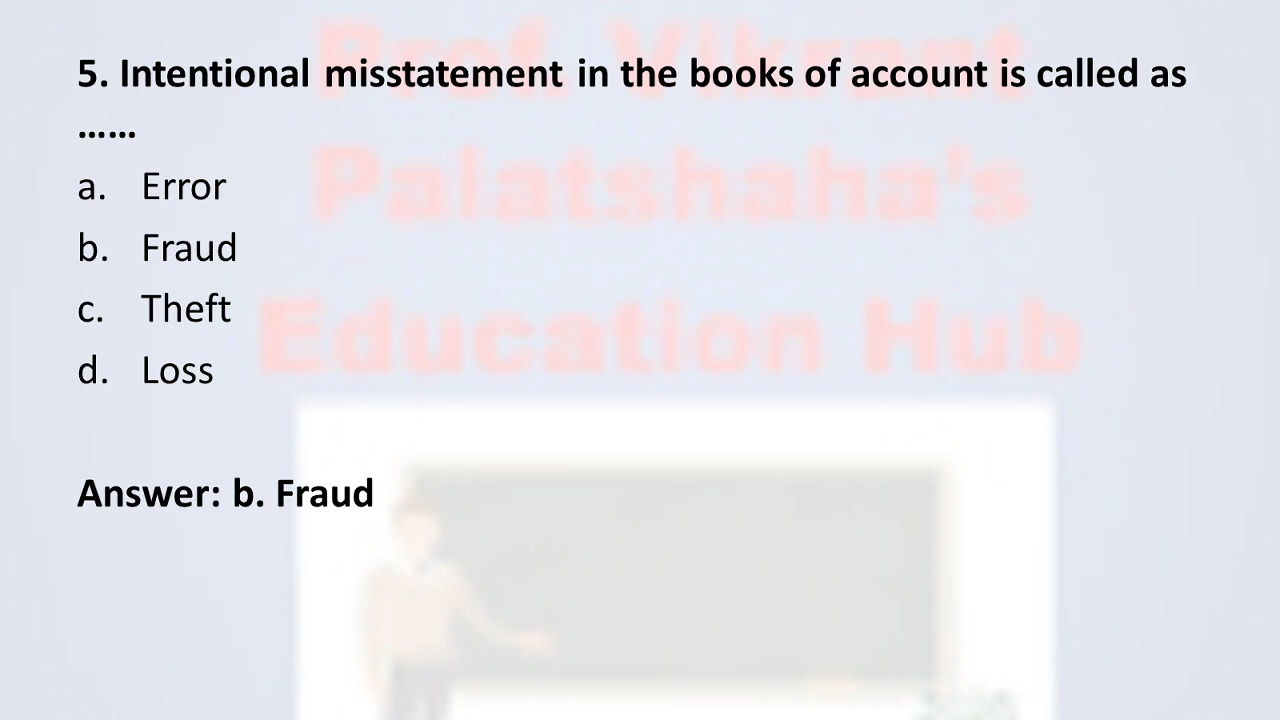 Prof. Vikrant
Palatshaha's
Education Hub
5. Intentional misstatement in the books of account is called as
......
a. Error
b. Fraud
c. Theft
d. Loss
Answer: b. Fraud